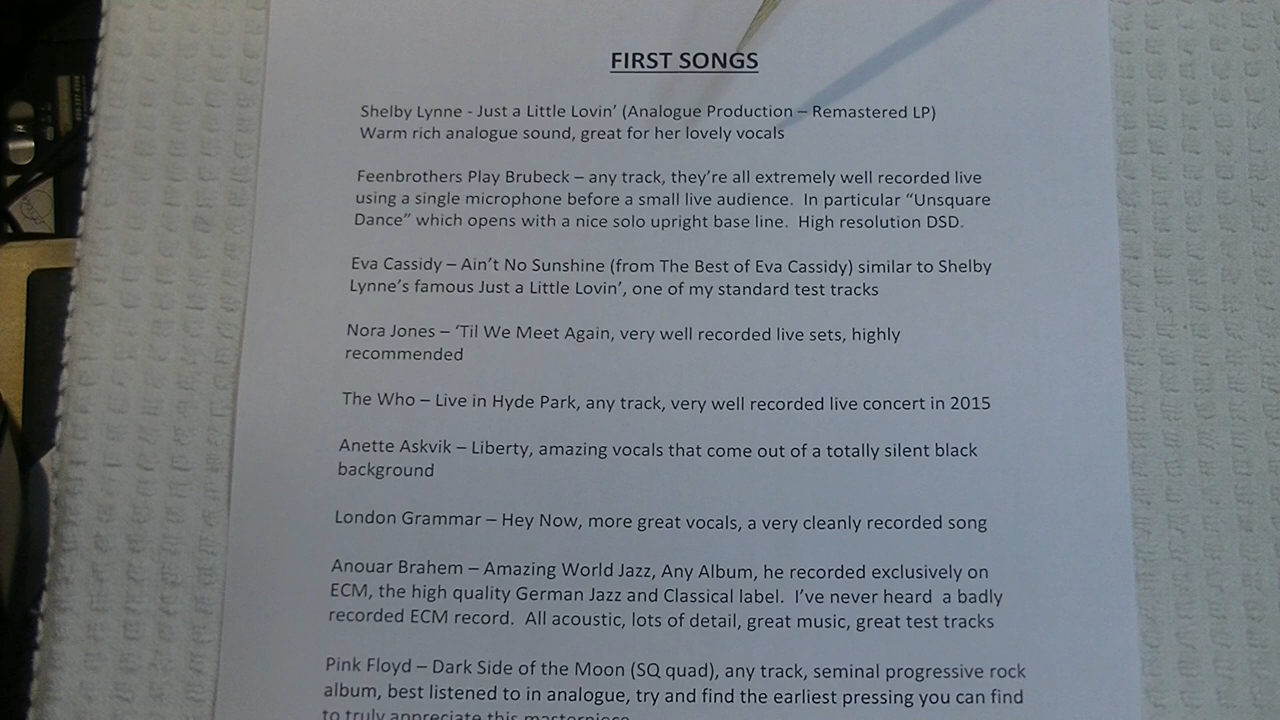 FIRST SONGS
Shelby Lynne - Just a Little Lovin' (Analogue Production – Remastered LP)
Warm rich analogue sound, great for her lovely vocals
Feenbrothers Play Brubeck – any track, they're all extremely well recorded live
using a single microphone before a small live audience. In particular “Unsquare
Dance” which opens with a nice solo upright base line. High resolution DSD.
Eva Cassidy – Ain't No Sunshine (from The Best of Eva Cassidy) similar to Shelby
Lynne's famous Just a Little Lovin', one of my standard test tracks
Nora Jones – 'Til We Meet Again, very well recorded live sets, highly
recommended
The Who – Live in Hyde Park, any track, very well recorded live concert in 2015
Anette Askvik – Liberty, amazing vocals that come out of a totally silent black
background
London Grammar – Hey Now, more great vocals, a very cleanly recorded song
Anouar Brahem – Amazing World Jazz, Any Album, he recorded exclusively on
ECM, the high quality German Jazz and Classical label. I've never heard a badly
recorded ECM record. All acoustic, lots of detail, great music, great test tracks
Pink Floyd – Dark Side of the Moon (SQ quad), any track, seminal progressive rock
album, best listened to in analogue, try and find the earliest pressing you can find
to truly appreciate this masterpiece